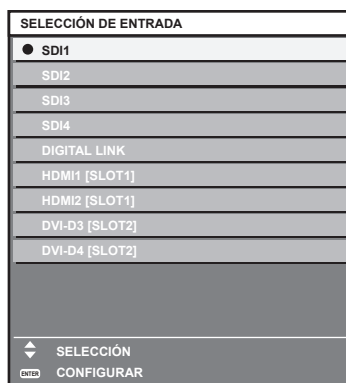 SELECCIÓN DE ENTRADA
SDI1
SDI2
SDI3
SDI4
DIGITAL LINK
HDMI1 [SLOT1]
HDMI2 [SLOT1]
DVI-D3 [SLOT2]
DVI-D4 [SLOT2]
SELECCIÓN
ENTER CONFIGURAR